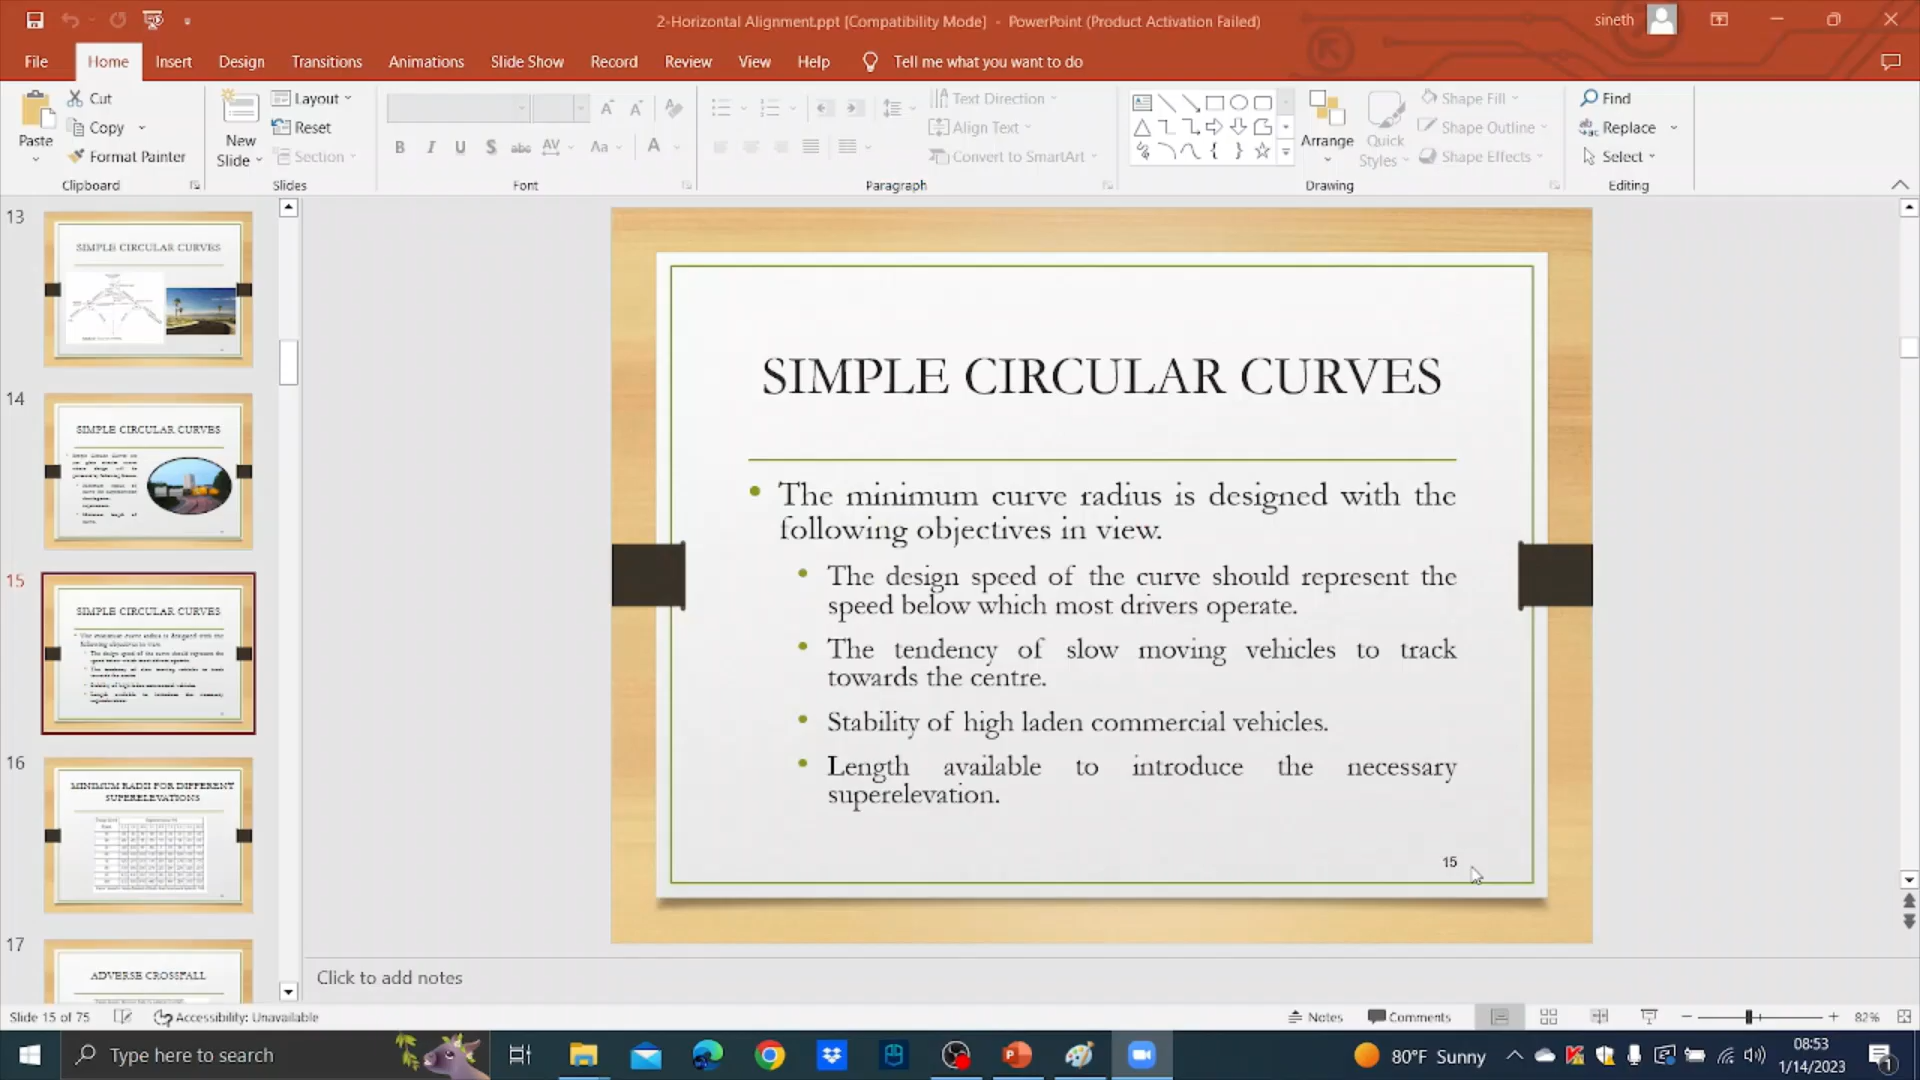 2-Horizontal Alignment.ppt [Compatibility Mode] - PowerPoint (Product Activation Failed)
sineth
File Home Insert Design Transitions Animations Slide Show Record Review View Help Tell me what you want to do
Paste
Cut
Copy
Format Painter
Clipboard
New
Slide
Layout
Reset
Section
Slides
B I U S abc AV Aa A
Font
Text Direction
Align Text
Convert to SmartArt
Paragraph
Arrange
Quick
Styles
Shape Fill
Shape Outline
Shape Effects
Drawing
Find
Replace
Select
Editing
13
SIMPLE CIRCULAR CURVES
14
SIMPLE CIRCULAR CURVES
15
SIMPLE CIRCULAR CURVES
16
MINIMUM RADII FOR DIFFERENT
SUPERELEVATIONS
17
ADVERSE CROSSFALL
SIMPLE CIRCULAR CURVES
• The minimum curve radius is designed with the
following objectives in view.
• The design speed of the curve should represent the
speed below which most drivers operate.
• The tendency of slow moving vehicles to track
towards the centre.
• Stability of high laden commercial vehicles.
• Length available to introduce the necessary
superelevation.
15
Click to add notes
Slide 15 of 75 Accessibility: Unavailable Notes Comments 82%
Type here to search
80°F Sunny
08:53
1/14/2023
1